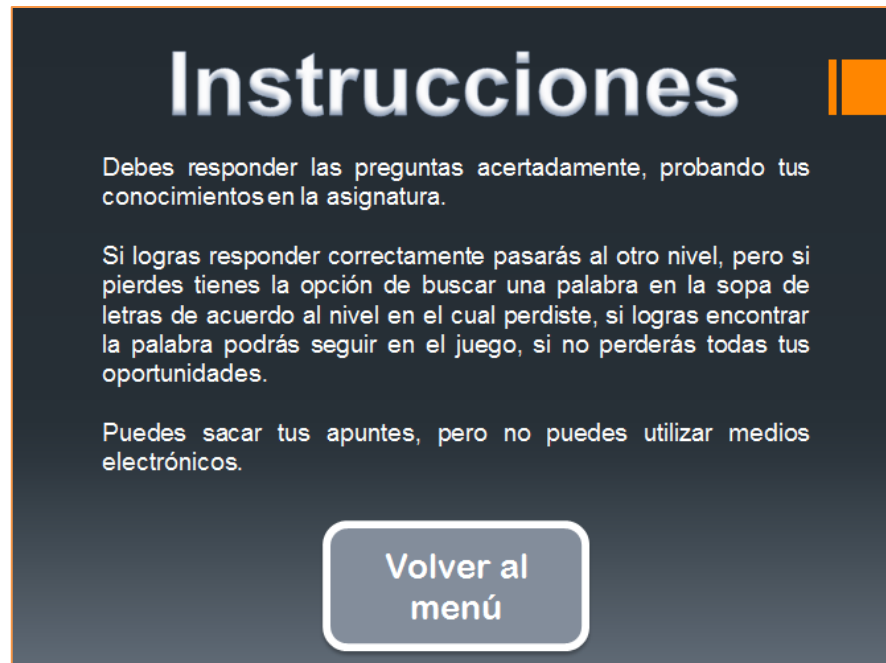 Instrucciones
Debes responder las preguntas acertadamente, probando tus
conocimientos en la asignatura.
Si logras responder correctamente pasarás al otro nivel, pero si
pierdes tienes la opción de buscar una palabra en la sopa de
letras de acuerdo al nivel en el cual perdiste, si logras encontrar
la palabra podrás seguir en el juego, si no perderás todas tus
oportunidades.
Puedes sacar tus apuntes, pero no puedes utilizar medios
electrónicos.
Volver al
menú